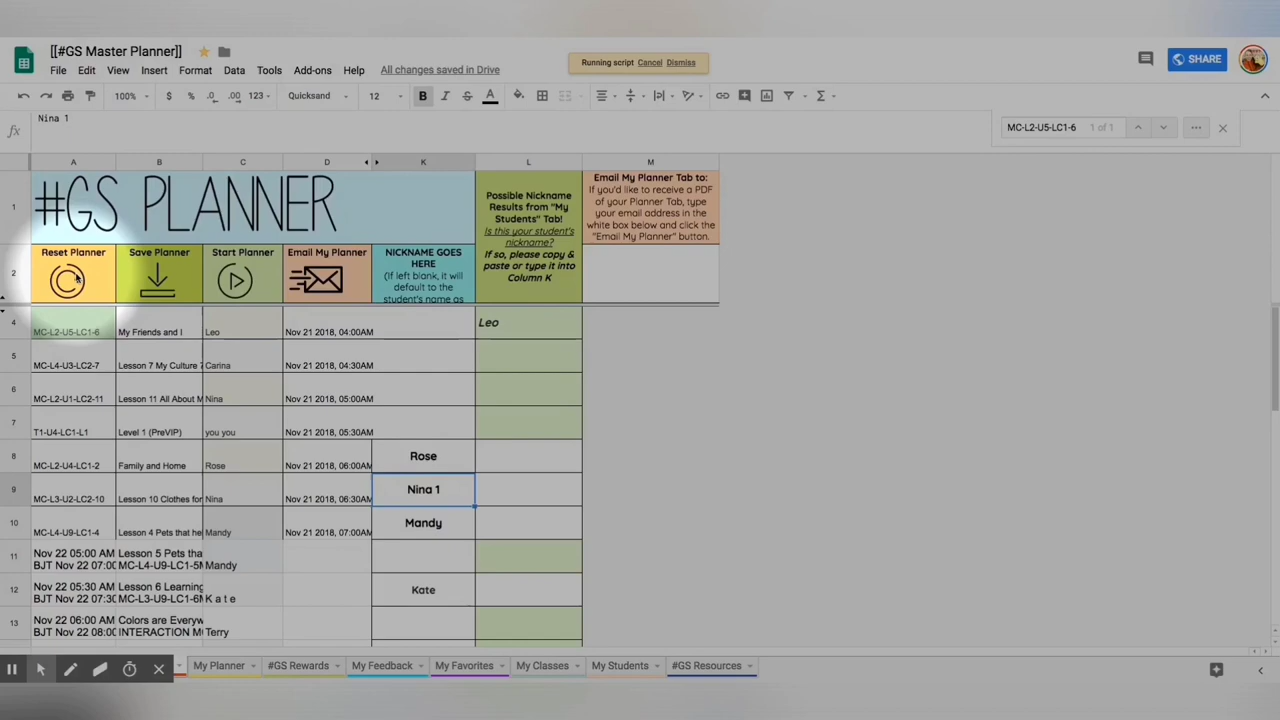 [[#GS Master Planner]]
File Edit View Insert Format Data Tools Add-ons Help All changes saved in Drive
Running script Cancel Dismiss
SHARE
100% $ % .0 .00 123 Quicksand 12 B I S A
fx Nina 1
MC-L2-U5-LC1-6 1 of 1
A B C D K L M
1
#GS PLANNER
Possible Nickname
Results from "My
Students" Tab!
Is this your student's
nickname?
If so, please copy &
paste or type it into
Column K
Email My Planner Tab to:
If you'd like to receive a PDF
of your Planner Tab, type
your email address in the
white box below and click the
"Email My Planner" button.
2
Reset Planner
Save Planner
Start Planner
Email My Planner
NICKNAME GOES
HERE
(If left blank, it will
default to the
student's name as
4 MC-L2-U5-LC1-6 My Friends and I Leo Nov 21 2018, 04:00AM Leo
5 MC-L4-U3-LC2-7 Lesson 7 My Culture Carina Nov 21 2018, 04:30AM
6 MC-L2-U1-LC2-11 Lesson 11 All About M Nina Nov 21 2018, 05:00AM
7 T1-U4-LC1-L1 Level 1 (PreVIP) you you Nov 21 2018, 05:30AM
8 MC-L2-U4-LC1-2 Family and Home Rose Nov 21 2018, 06:00AM Rose
9 MC-L3-U2-LC2-10 Lesson 10 Clothes for Nina Nov 21 2018, 06:30AM Nina 1
10 MC-L4-U9-LC1-4 Lesson 4 Pets that he Mandy Nov 21 2018, 07:00AM Mandy
11 Nov 22 05:00 AM Lesson 5 Pets tha
BJT Nov 22 07:00 MC-L4-U9-LC1-5M Mandy
12 Nov 22 05:30 AM Lesson 6 Learning
BJT Nov 22 07:30 MC-L3-U9-LC1-6M K a t e Kate
13 Nov 22 06:00 AM Colors are Everyw
BJT Nov 22 08:00 INTERACTION M Terry
My Planner #GS Rewards My Feedback My Favorites My Classes My Students #GS Resources